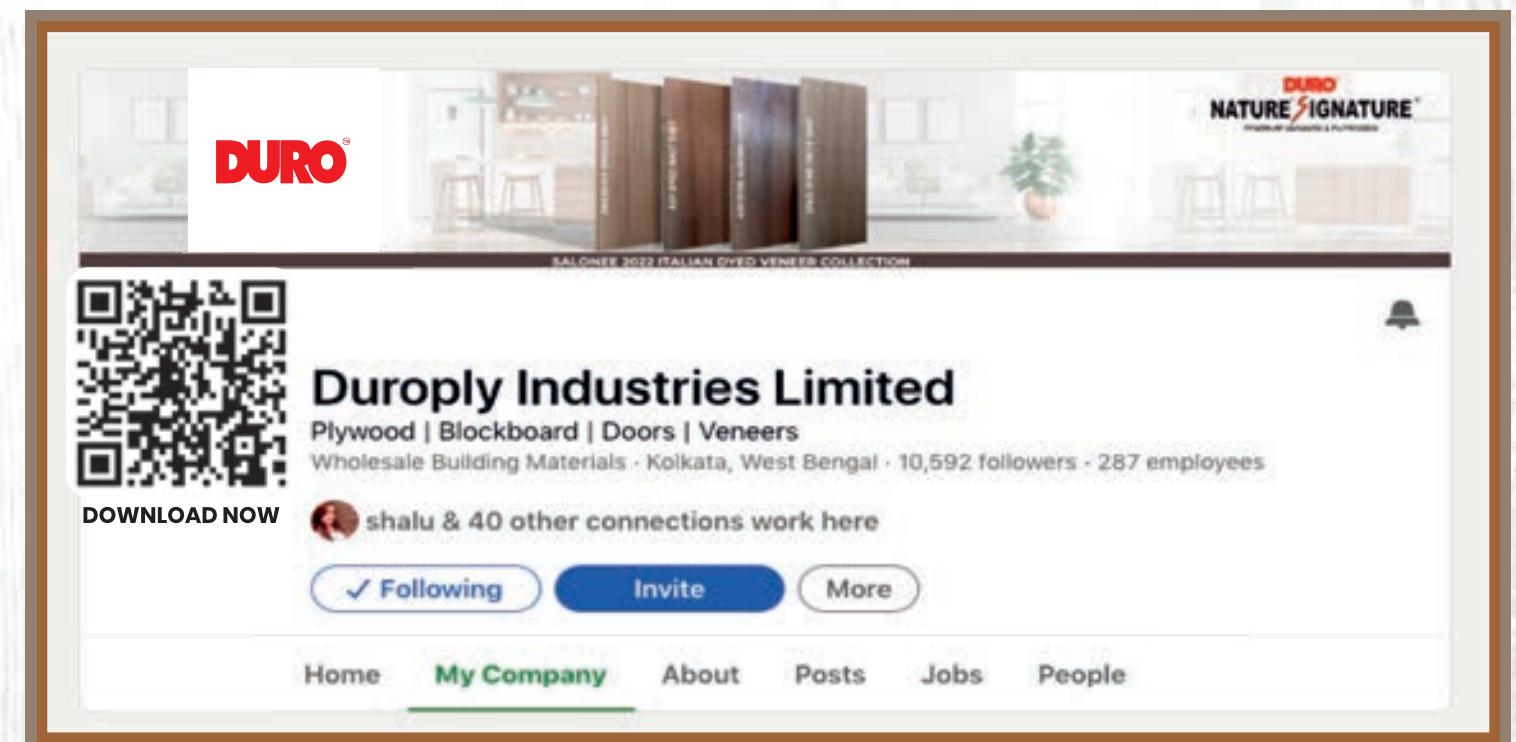 DURO
NATURE SIGNATURE
DURO
SALONEE 2022 ITALIAN DYED VENEER COLLECTION
Duroply Industries Limited
Plywood | Blockboard | Doors | Veneers
Wholesale Building Materials · Kolkata, West Bengal · 10,592 followers · 287 employees
DOWNLOAD NOW
shalu & 40 other connections work here
✓ Following Invite More
Home My Company About Posts Jobs People